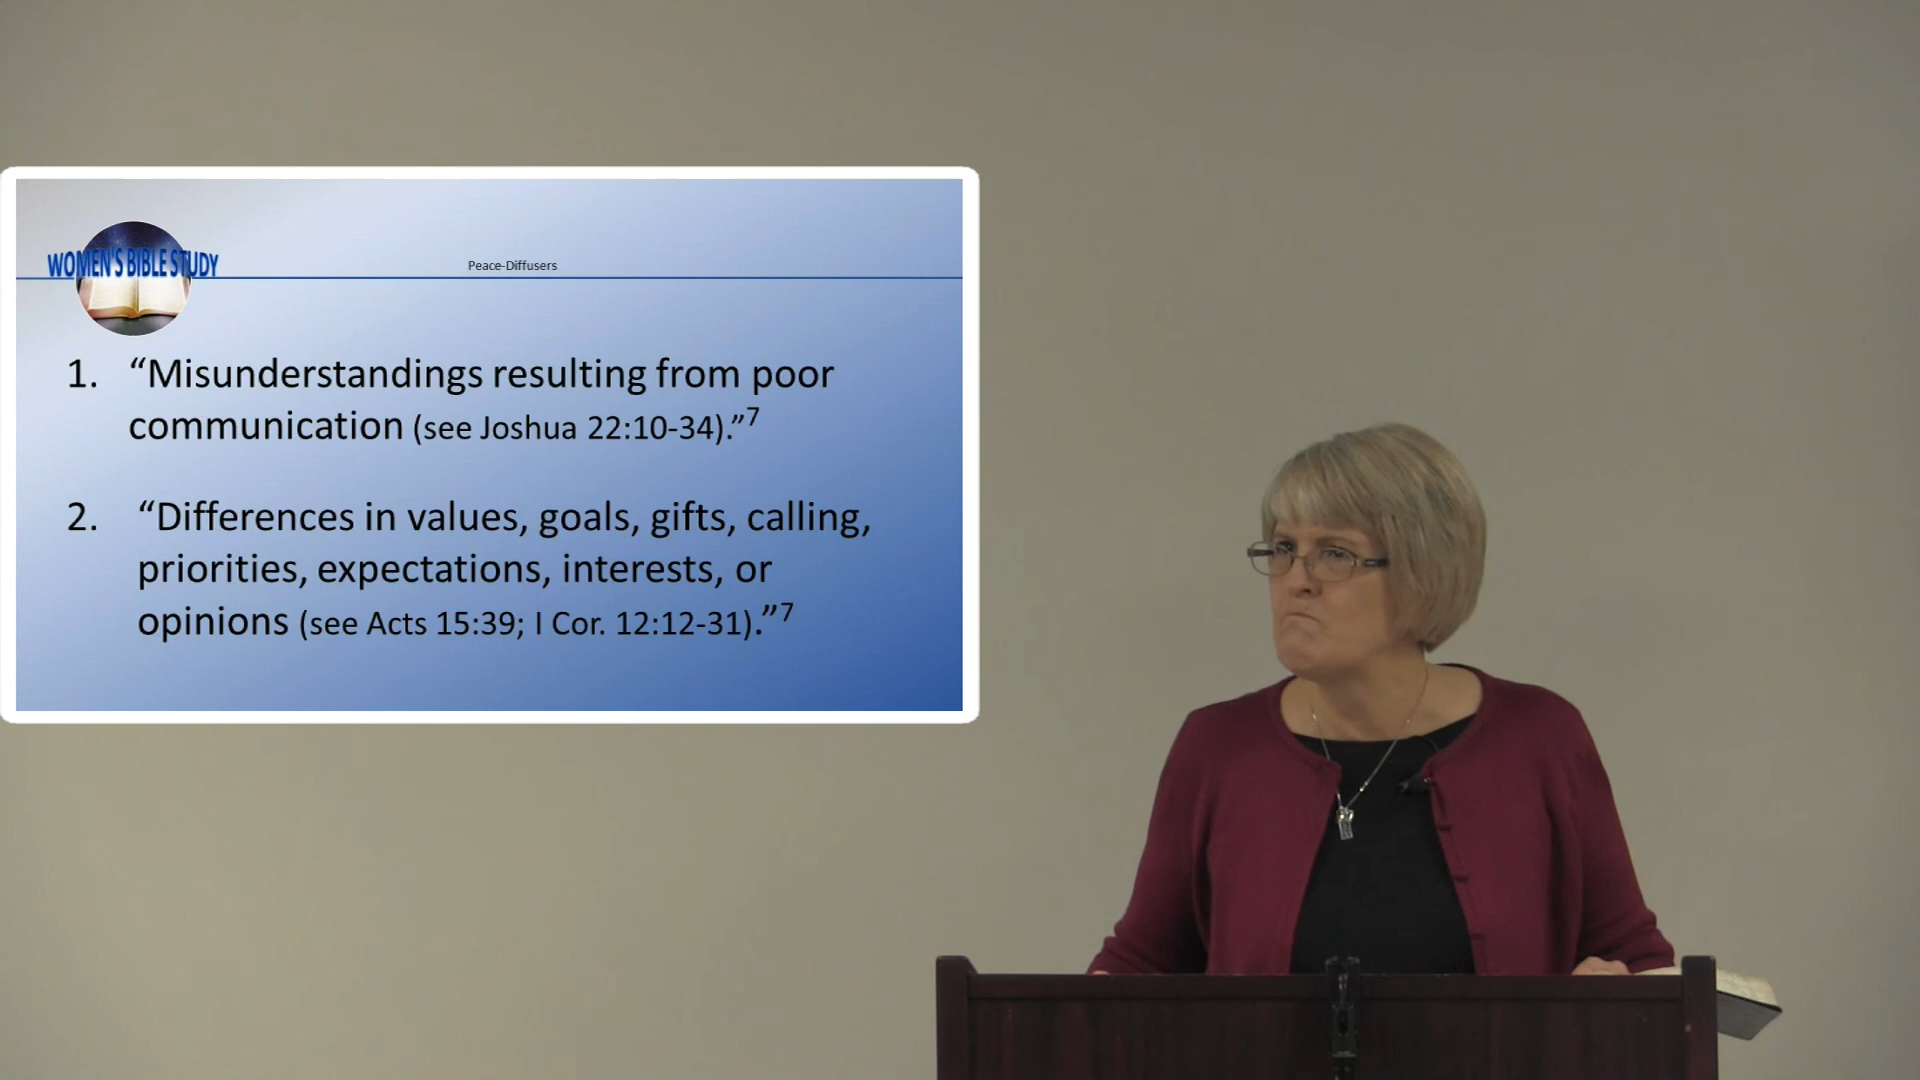 WOMEN'S BIBLE STUDY
Peace-Diffusers
1. “Misunderstandings resulting from poor
communication (see Joshua 22:10-34).”7
2. “Differences in values, goals, gifts, calling,
priorities, expectations, interests, or
opinions (see Acts 15:39; I Cor. 12:12-31).”7